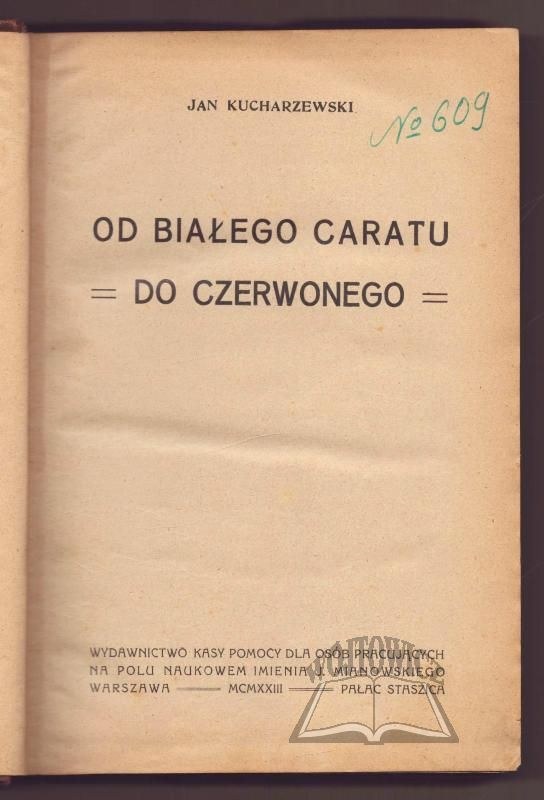 JAN KUCHARZEWSKI
№ 609
OD BIAŁEGO CARATU
= DO CZERWONEGO =
WYDAWNICTWO KASY POMOCY DLA OSÓB PRACUJĄCYCH
NA POLU NAUKOWEM IMIENIA J. MIANOWSKIEGO
WARSZAWA —— MCMXXIII —— PAŁAC STASZICA
WÓJTOWICZ